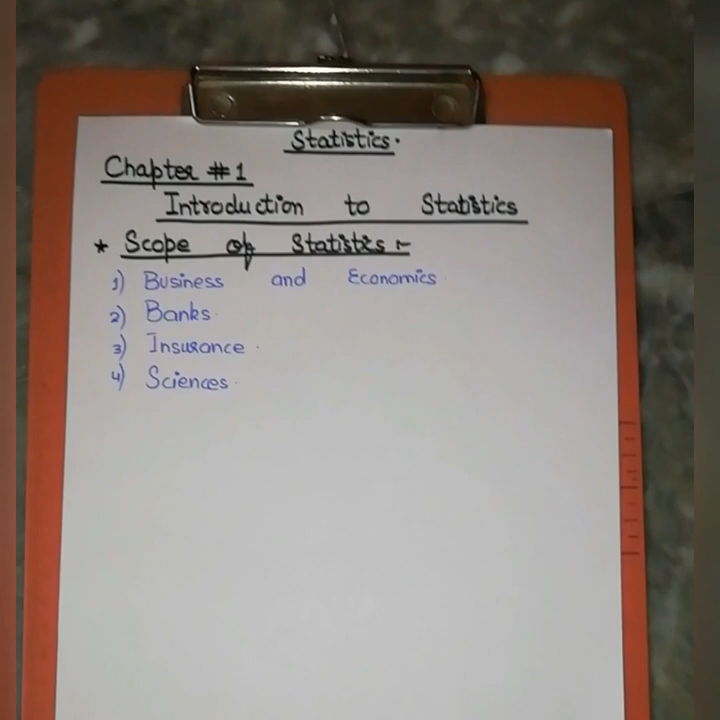 Statistics.
Chapter #1
Introduction to Statistics
* Scope of Statistics :-
1) Business and Economics
2) Banks.
3) Insurance.
4) Sciences.